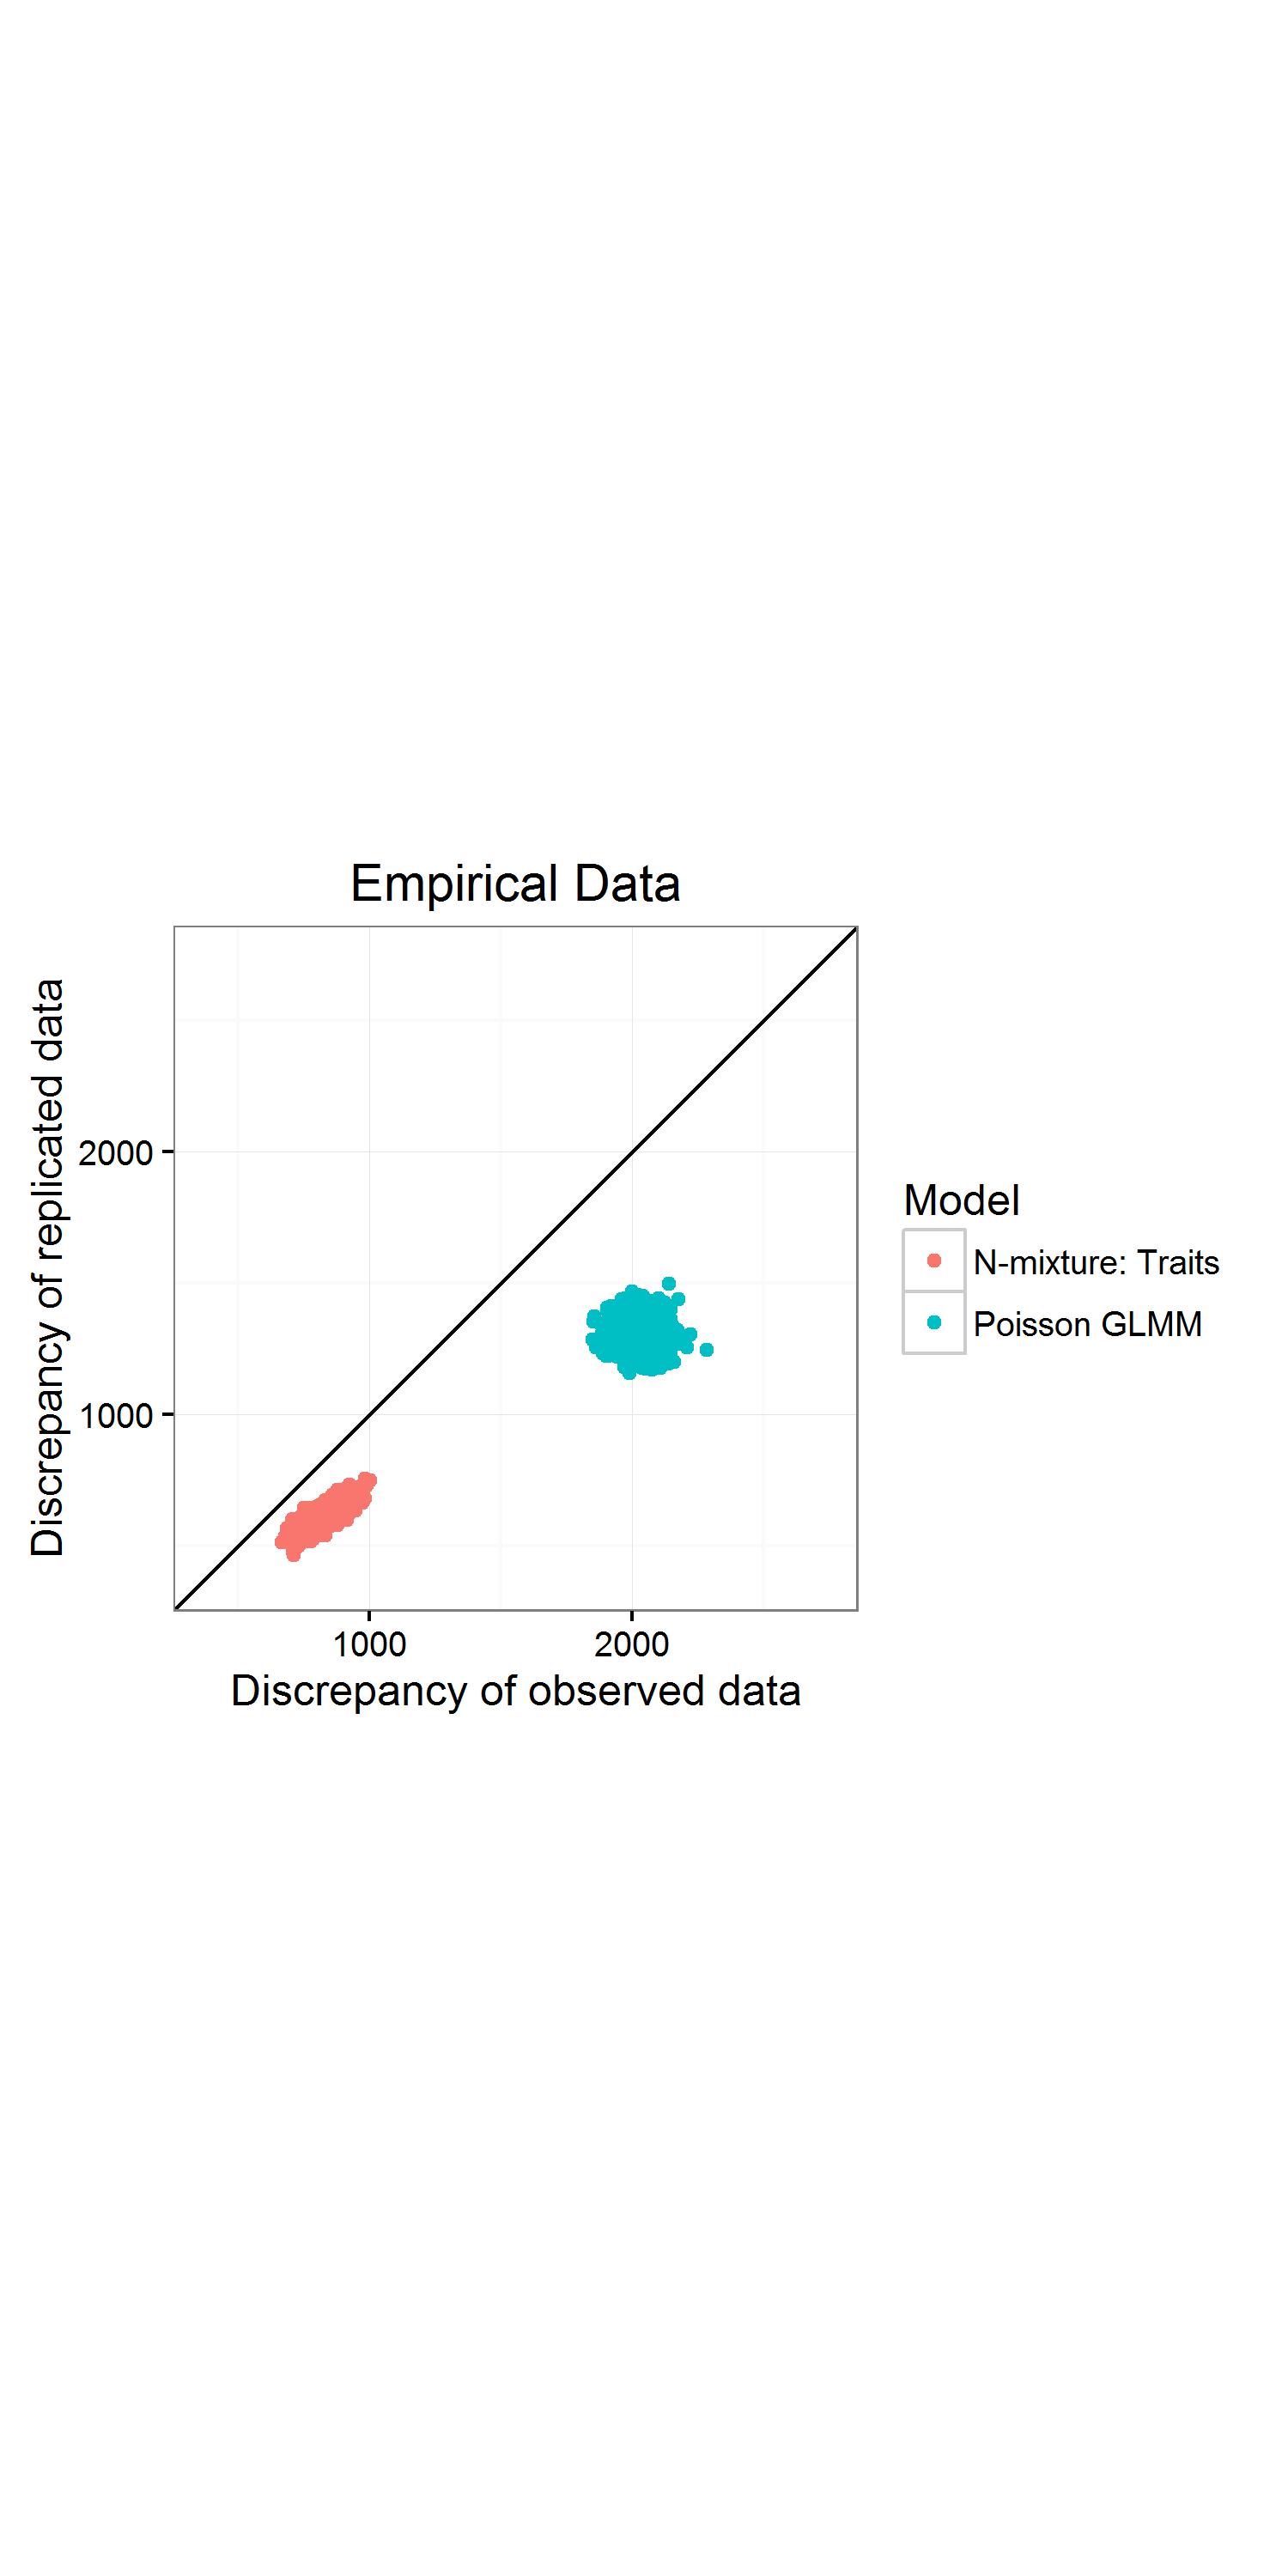 Empirical Data
Discrepancy of replicated data
2000
1000
1000
2000
Discrepancy of observed data
Model
N-mixture: Traits
Poisson GLMM